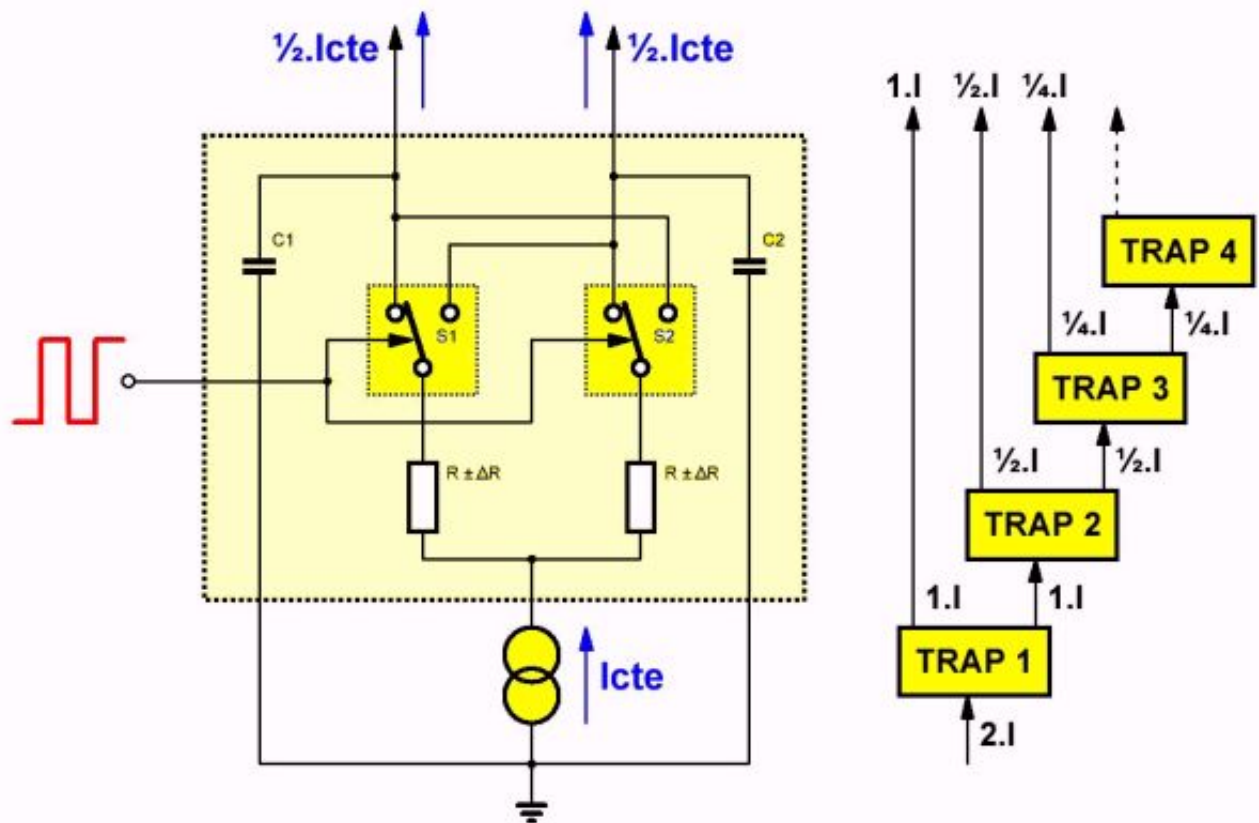 ½.Icte
½.Icte
C1
C2
S1
S2
R ± ΔR
R ± ΔR
Icte
1.I
½.I
¼.I
TRAP 4
¼.I
¼.I
TRAP 3
½.I
½.I
TRAP 2
1.I
1.I
TRAP 1
2.I